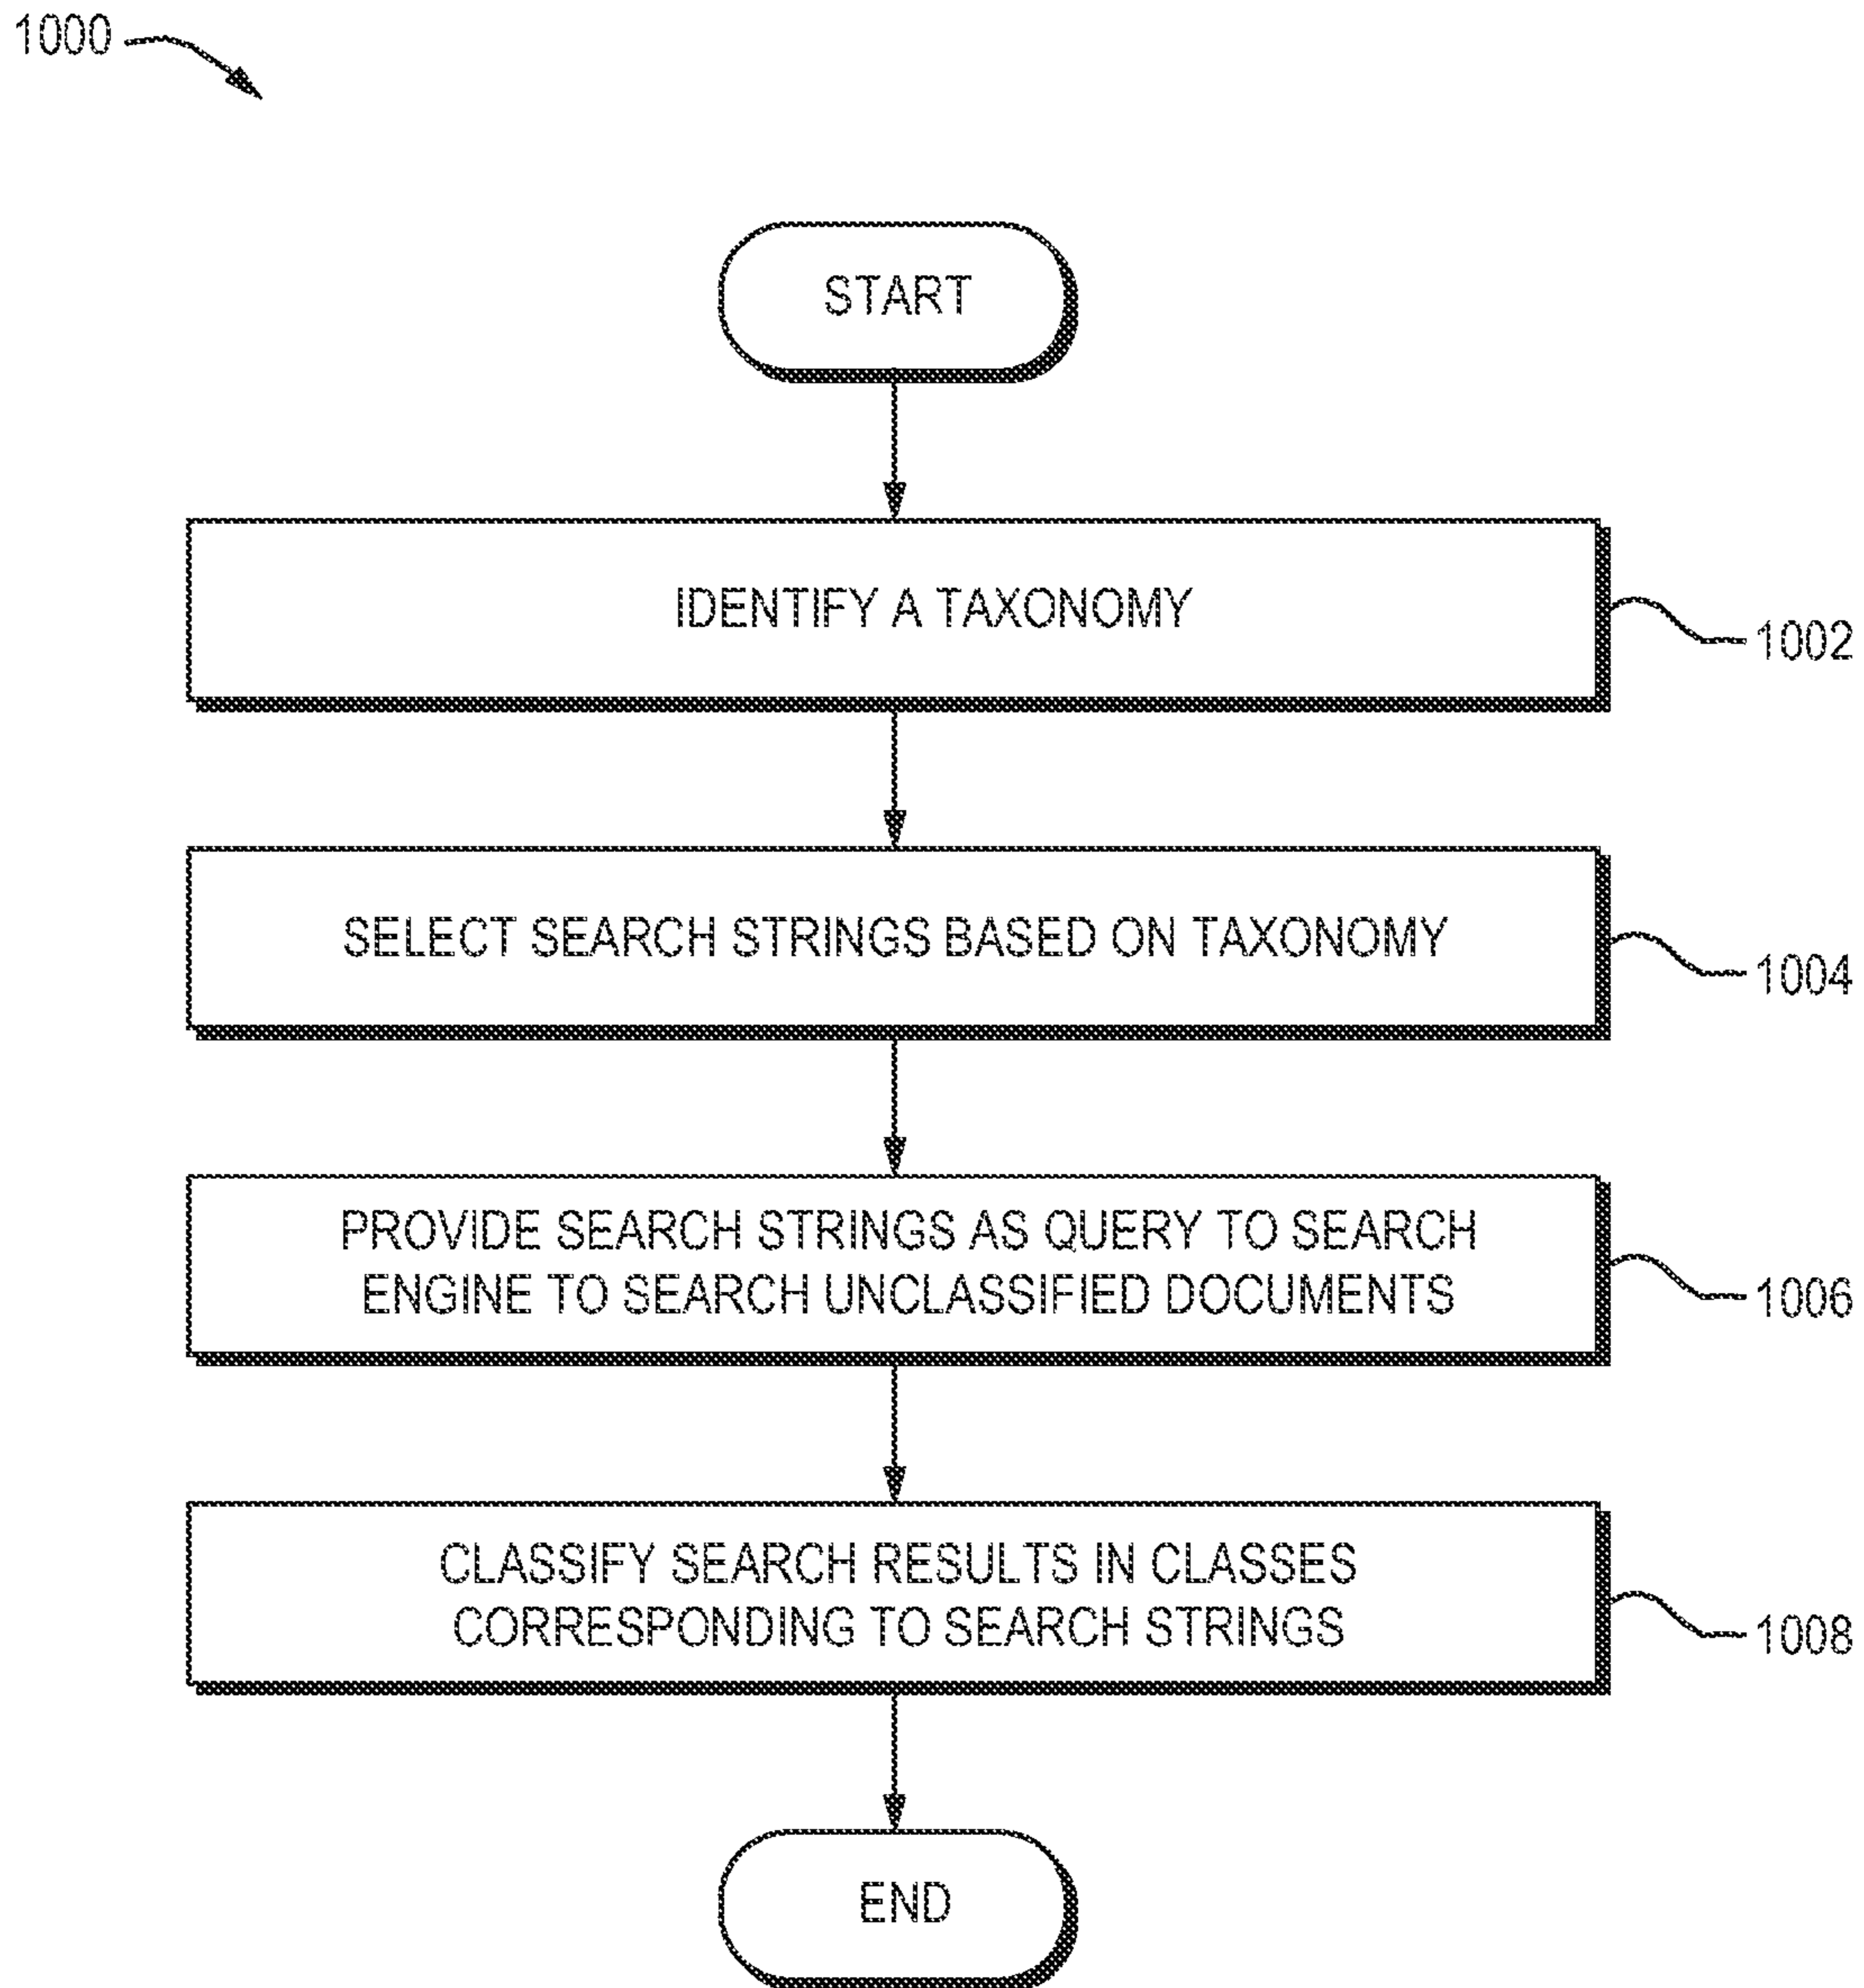 1000
START
IDENTIFY A TAXONOMY
1002
SELECT SEARCH STRINGS BASED ON TAXONOMY
1004
PROVIDE SEARCH STRINGS AS QUERY TO SEARCH
ENGINE TO SEARCH UNCLASSIFIED DOCUMENTS
1006
CLASSIFY SEARCH RESULTS IN CLASSES
CORRESPONDING TO SEARCH STRINGS
1008
END